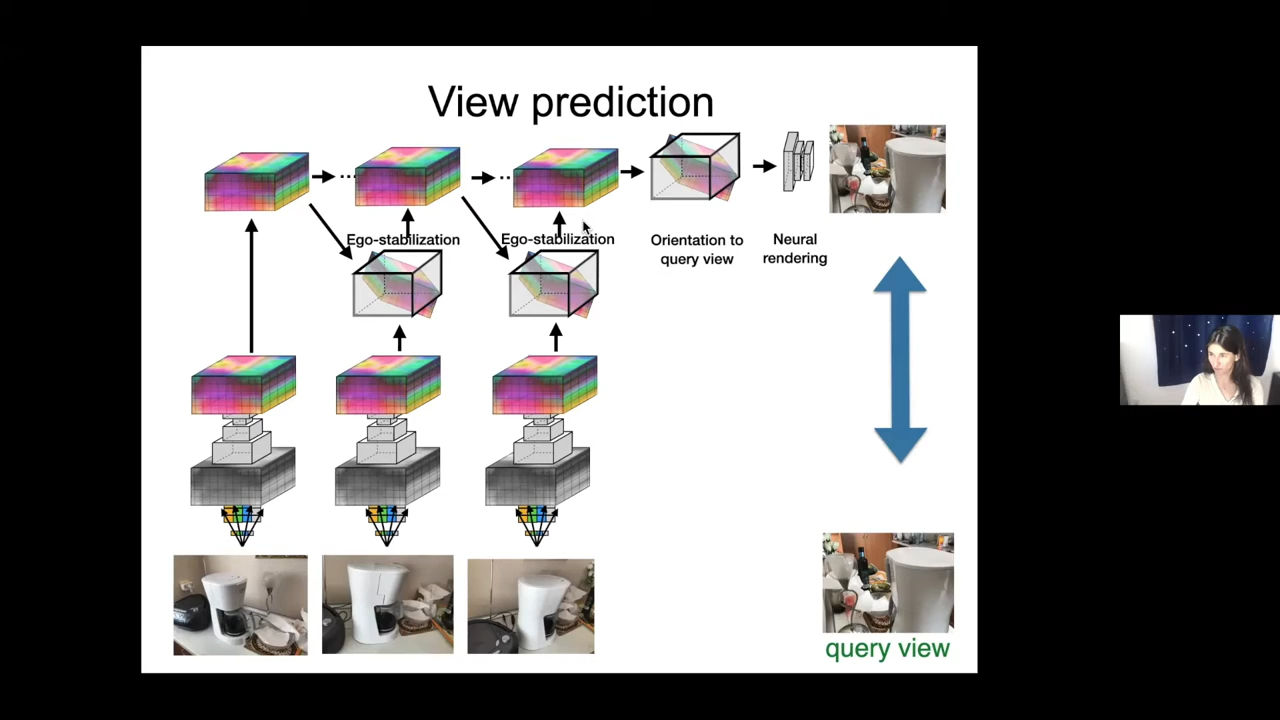 View prediction
Ego-stabilization
Ego-stabilization
Orientation to
query view
Neural
rendering
query view